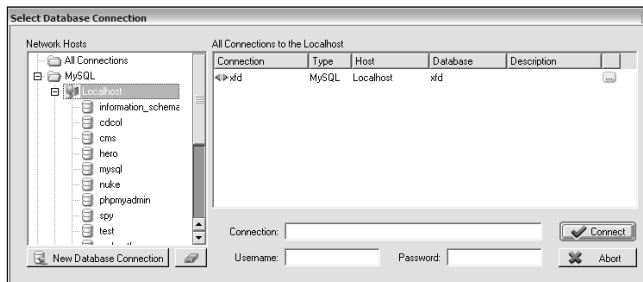 Select Database Connection
Network Hosts
All Connections
MySQL
Localhost
information_schema
cdcol
cms
hero
mysql
nuke
phpmyadmin
spy
test
New Database Connection
All Connections to the Localhost
Connection Type Host Database Description
xfd MySQL Localhost xfd ...
Connection:
Connect
Username: Password:
Abort